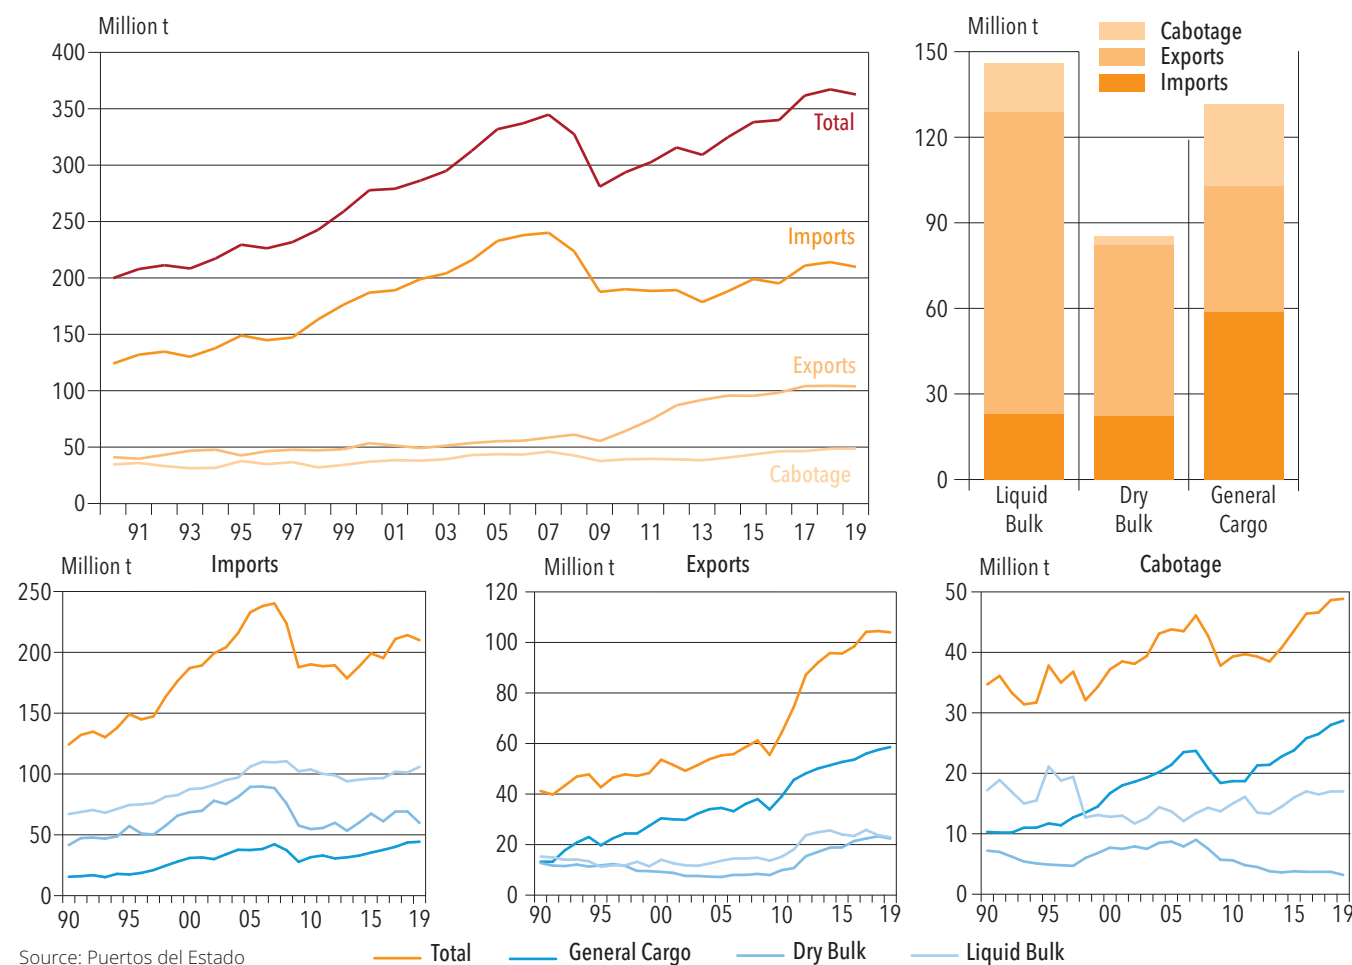 Million t
400
350
300
250
200
150
100
50
0
Total
Imports
Exports
Cabotage
91 93 95 97 99 01 03 05 07 09 11 13 15 17 19
Million t
Cabotage
Exports
Imports
150
120
90
60
30
0
Liquid Bulk
Dry Bulk
General Cargo
Million t Imports
250
200
150
100
50
0
90 95 00 05 10 15 19
Million t Exports
120
100
80
60
40
20
0
90 95 00 05 10 15 19
Million t Cabotage
50
40
30
20
10
0
90 95 00 05 10 15 19
Source: Puertos del Estado
Total General Cargo Dry Bulk Liquid Bulk